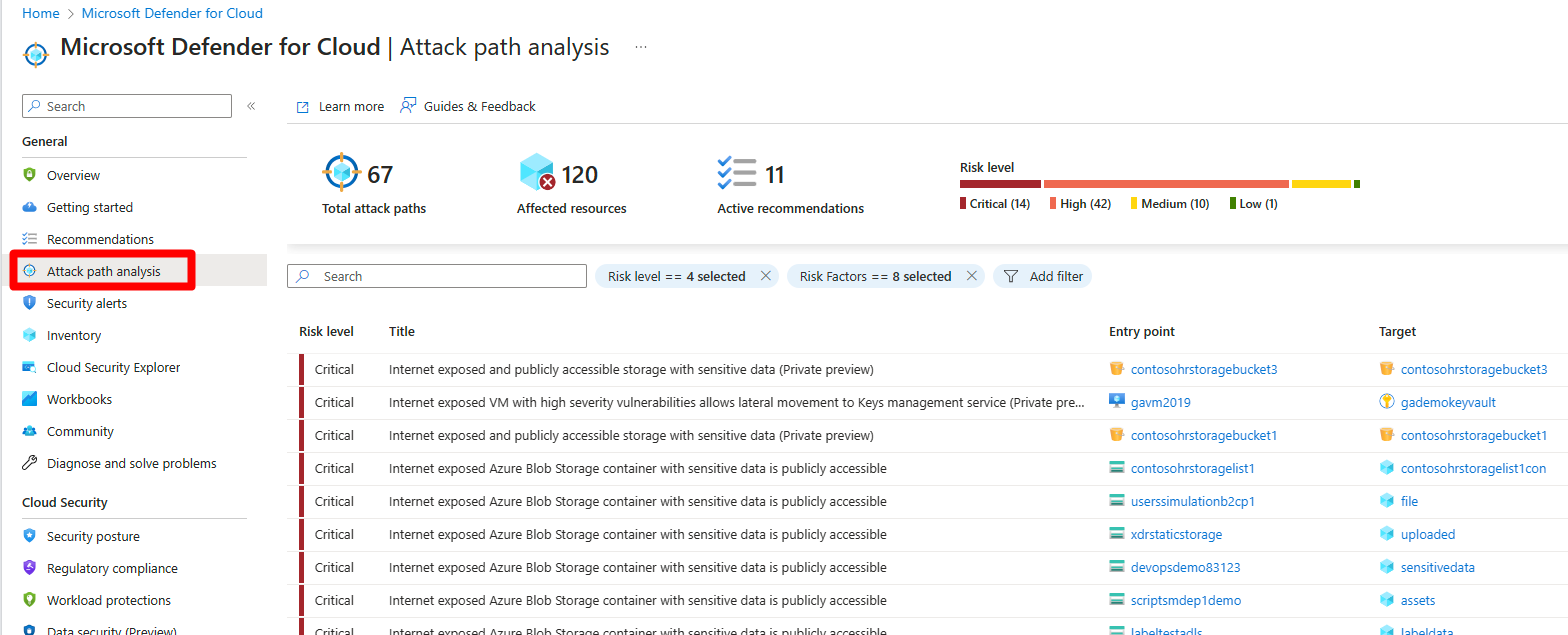 Home > Microsoft Defender for Cloud
Microsoft Defender for Cloud | Attack path analysis ...
Search «
General
Overview
Getting started
Recommendations
Attack path analysis
Security alerts
Inventory
Cloud Security Explorer
Workbooks
Community
Diagnose and solve problems
Cloud Security
Security posture
Regulatory compliance
Workload protections
Data security (Preview)
Learn more Guides & Feedback
67
Total attack paths
120
Affected resources
11
Active recommendations
Risk level
Critical (14) High (42) Medium (10) Low (1)
Search Risk level == 4 selected × Risk Factors == 8 selected × Add filter
Risk level Title Entry point Target
Critical Internet exposed and publicly accessible storage with sensitive data (Private preview) contosohrstoragebucket3 contosohrstoragebucket3
Critical Internet exposed VM with high severity vulnerabilities allows lateral movement to Keys management service (Private pre... gavm2019 gademokeyvault
Critical Internet exposed and publicly accessible storage with sensitive data (Private preview) contosohrstoragebucket1 contosohrstoragebucket1
Critical Internet exposed Azure Blob Storage container with sensitive data is publicly accessible contosohrstoragelist1 contosohrstoragelist1con
Critical Internet exposed Azure Blob Storage container with sensitive data is publicly accessible userssimulationb2cp1 file
Critical Internet exposed Azure Blob Storage container with sensitive data is publicly accessible xdrstaticstorage uploaded
Critical Internet exposed Azure Blob Storage container with sensitive data is publicly accessible devopsdemo83123 sensitivedata
Critical Internet exposed Azure Blob Storage container with sensitive data is publicly accessible scriptsmdep1demo assets
Critical Internet exposed Azure Blob Storage container with sensitive data is publicly accessible labeltestadls labeldata